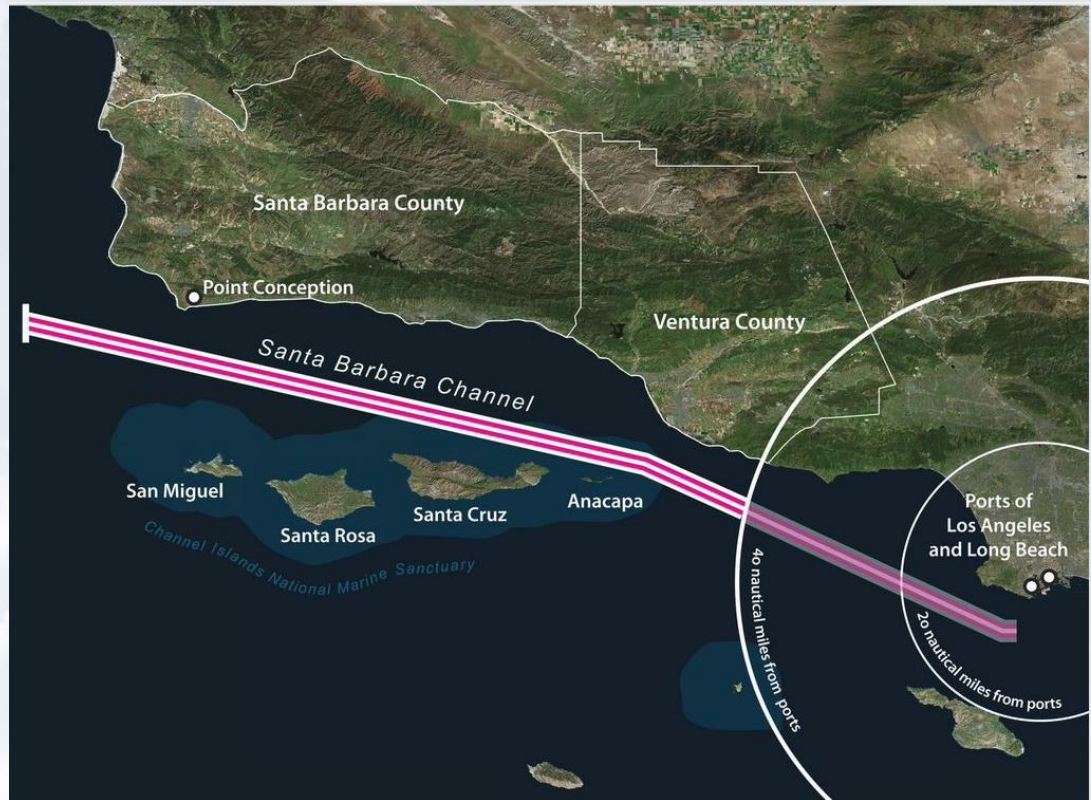 Santa Barbara County
Point Conception
Ventura County
Santa Barbara Channel
San Miguel
Santa Rosa
Santa Cruz
Anacapa
Channel Islands National Marine Sanctuary
Ports of
Los Angeles
and Long Beach
40 nautical miles from ports
20 nautical miles from ports